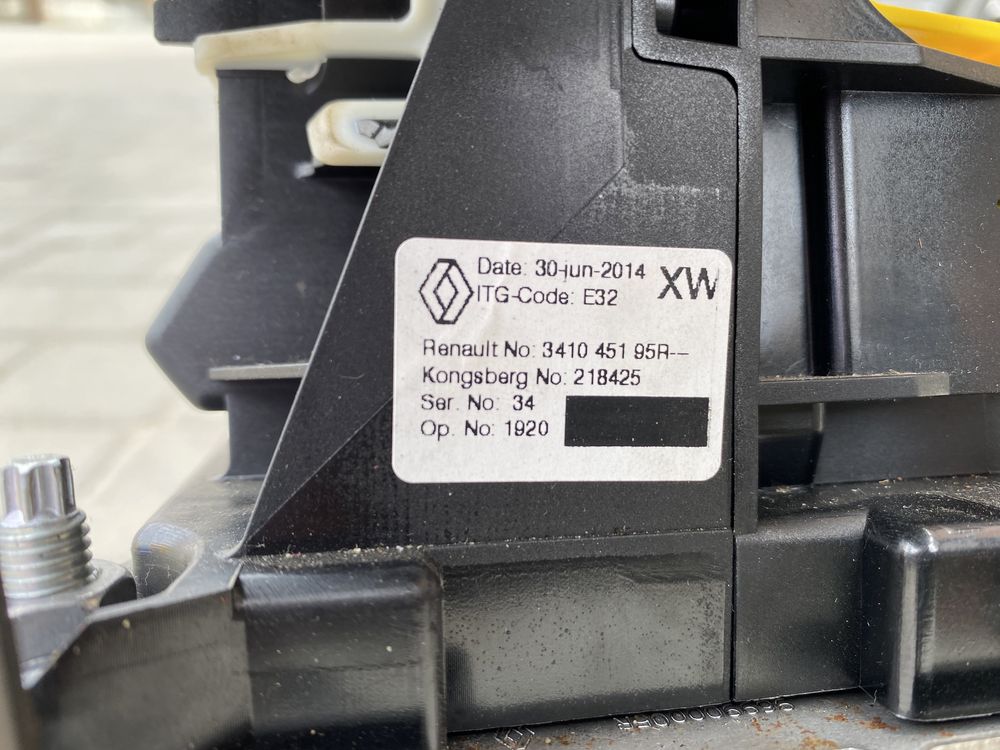 Date: 30-jun-2014
XW
ITG-Code: E32
Renault No: 3410 451 95R--
Kongsberg No: 218425
Ser. No: 34
Op. No: 1920